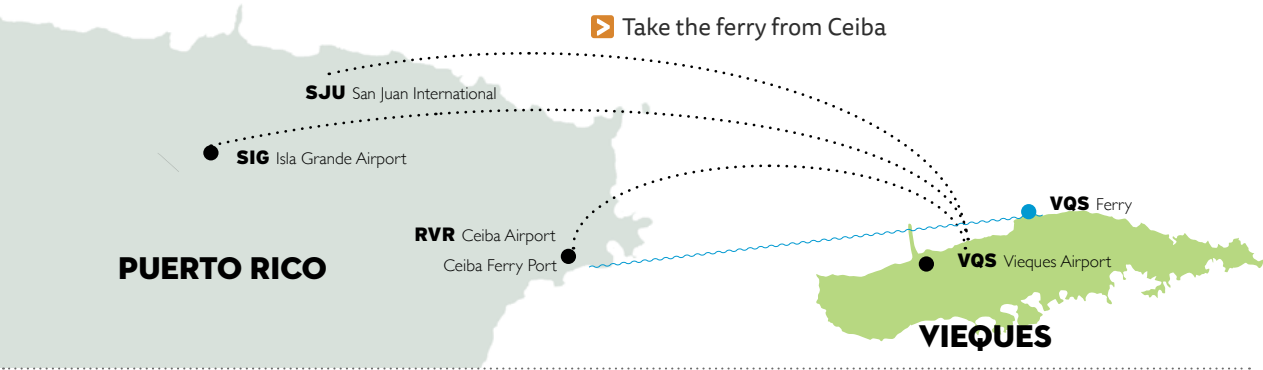 Take the ferry from Ceiba
SJU San Juan International
SIG Isla Grande Airport
VQS Ferry
RVR Ceiba Airport
Ceiba Ferry Port
VQS Vieques Airport
PUERTO RICO
VIEQUES